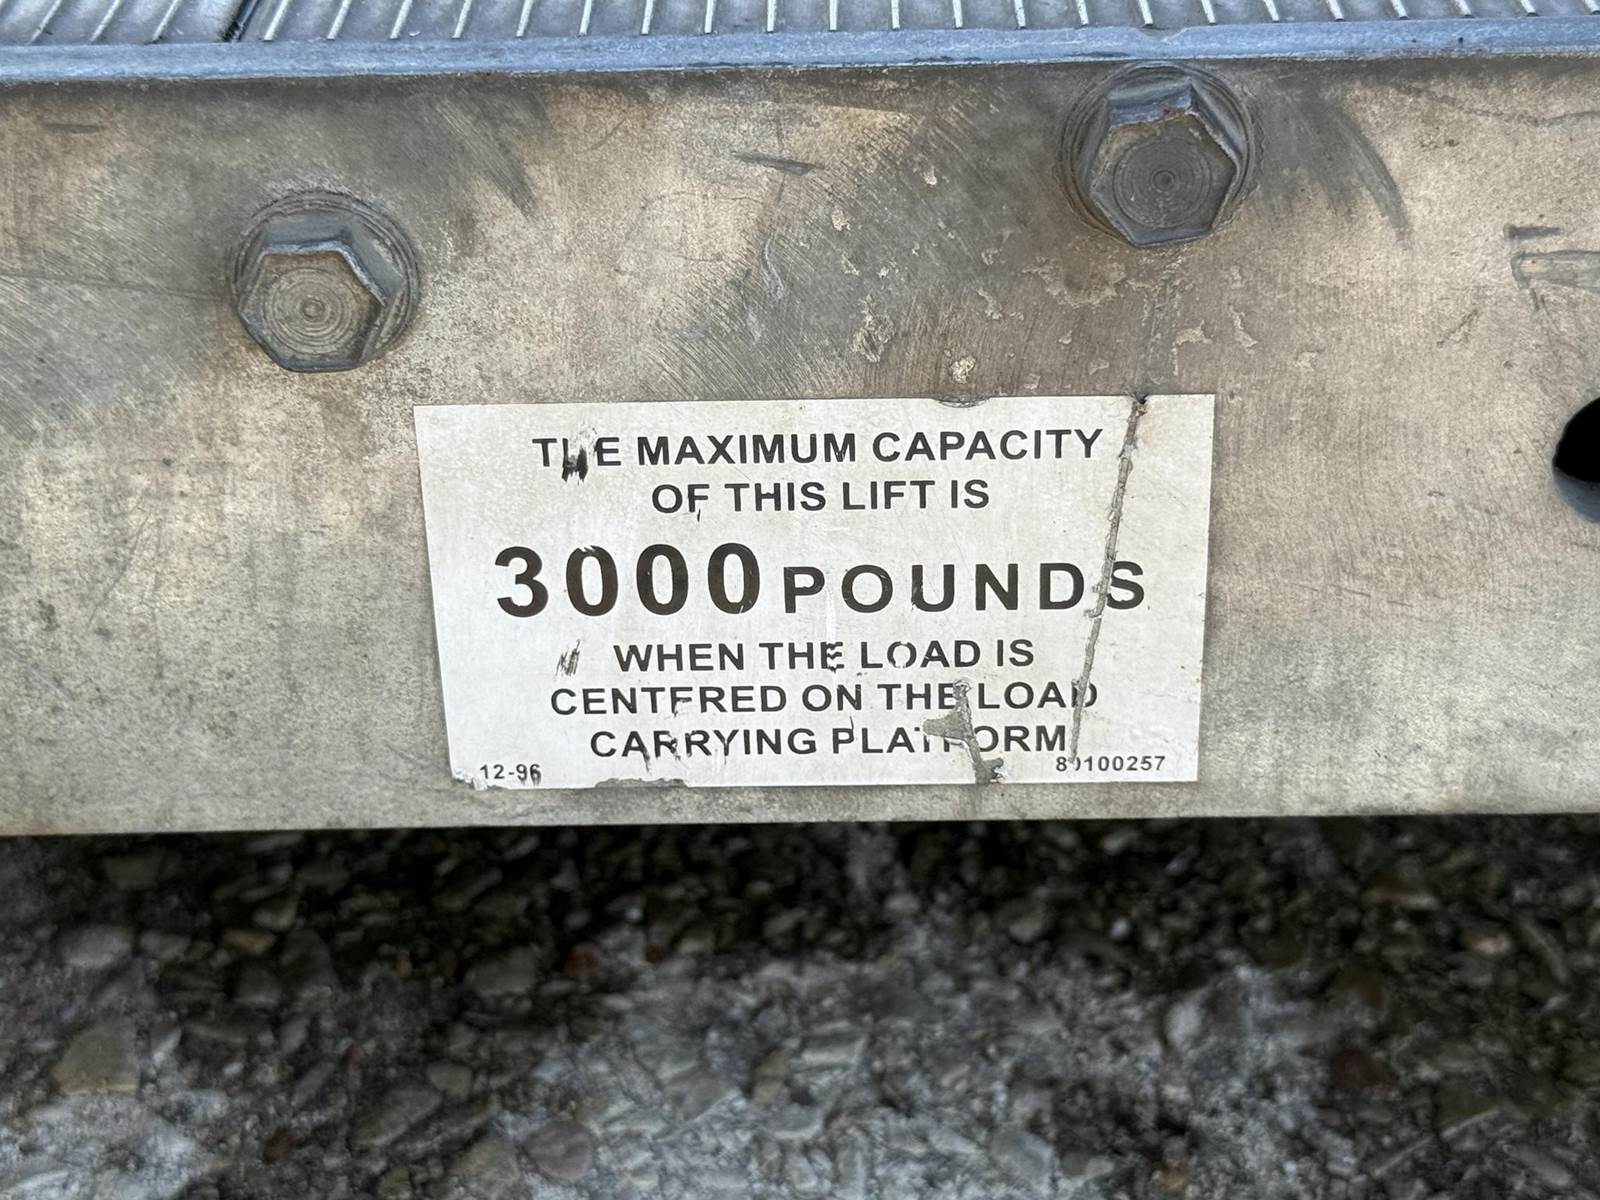 THE MAXIMUM CAPACITY
OF THIS LIFT IS
3000 POUNDS
WHEN THE LOAD IS
CENTERED ON THE LOAD
CARRYING PLATFORM
12-96 80100257